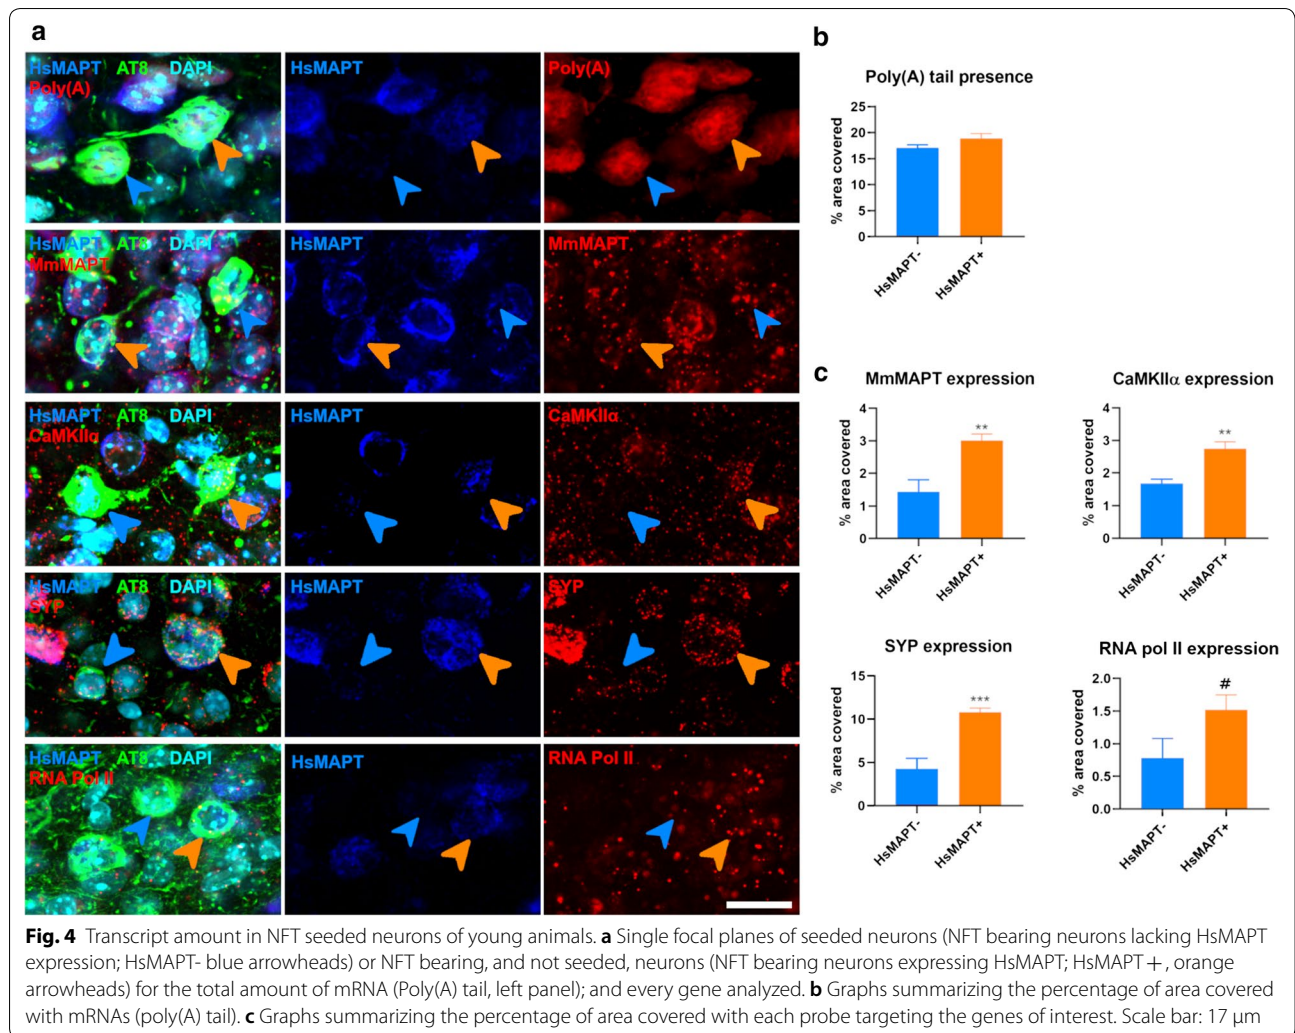 a
HsMAPT AT8 DAPI
Poly(A)
HsMAPT
Poly(A)
HsMAPT AT8 DAPI
MmMAPT
HsMAPT
MmMAPT
HsMAPT AT8 DAPI
CaMKIIα
HsMAPT
CaMKIIα
HsMAPT AT8 DAPI
SYP
HsMAPT
SYP
HsMAPT AT8 DAPI
RNA Pol II
HsMAPT
RNA Pol II
b
Poly(A) tail presence
% area covered
25
20
15
10
5
0
HsMAPT-
HsMAPT+
c
MmMAPT expression
% area covered
4
3
2
1
0
**
HsMAPT-
HsMAPT+
CaMKIIα expression
% area covered
4
3
2
1
0
**
HsMAPT-
HsMAPT+
SYP expression
% area covered
15
10
5
0
***
HsMAPT-
HsMAPT+
RNA pol II expression
% area covered
2.0
1.5
1.0
0.5
0.0
#
HsMAPT-
HsMAPT+
Fig. 4 Transcript amount in NFT seeded neurons of young animals. a Single focal planes of seeded neurons (NFT bearing neurons lacking HsMAPT
expression; HsMAPT- blue arrowheads) or NFT bearing, and not seeded, neurons (NFT bearing neurons expressing HsMAPT; HsMAPT+, orange
arrowheads) for the total amount of mRNA (Poly(A) tail, left panel); and every gene analyzed. b Graphs summarizing the percentage of area covered
with mRNAs (poly(A) tail). c Graphs summarizing the percentage of area covered with each probe targeting the genes of interest. Scale bar: 17 μm